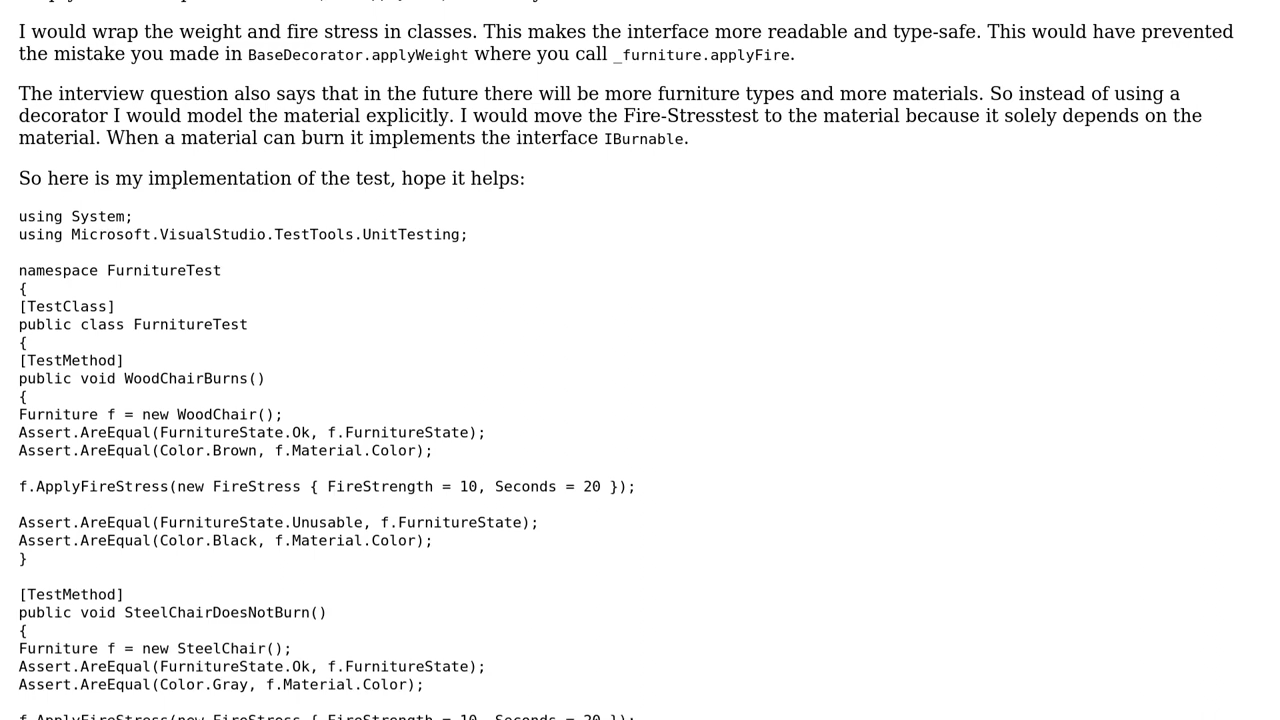 I would wrap the weight and fire stress in classes. This makes the interface more readable and type-safe. This would have prevented
the mistake you made in BaseDecorator.applyWeight where you call _furniture.applyFire.
The interview question also says that in the future there will be more furniture types and more materials. So instead of using a
decorator I would model the material explicitly. I would move the Fire-Stresstest to the material because it solely depends on the
material. When a material can burn it implements the interface IBurnable.
So here is my implementation of the test, hope it helps:
using System;
using Microsoft.VisualStudio.TestTools.UnitTesting;
namespace FurnitureTest
{
[TestClass]
public class FurnitureTest
{
[TestMethod]
public void WoodChairBurns()
{
Furniture f = new WoodChair();
Assert.AreEqual(FurnitureState.Ok, f.FurnitureState);
Assert.AreEqual(Color.Brown, f.Material.Color);
f.ApplyFireStress(new FireStress { FireStrength = 10, Seconds = 20 });
Assert.AreEqual(FurnitureState.Unusable, f.FurnitureState);
Assert.AreEqual(Color.Black, f.Material.Color);
}
[TestMethod]
public void SteelChairDoesNotBurn()
{
Furniture f = new SteelChair();
Assert.AreEqual(FurnitureState.Ok, f.FurnitureState);
Assert.AreEqual(Color.Gray, f.Material.Color);
f.ApplyFireStress(new FireStress { FireStrength = 10, Seconds = 20 });